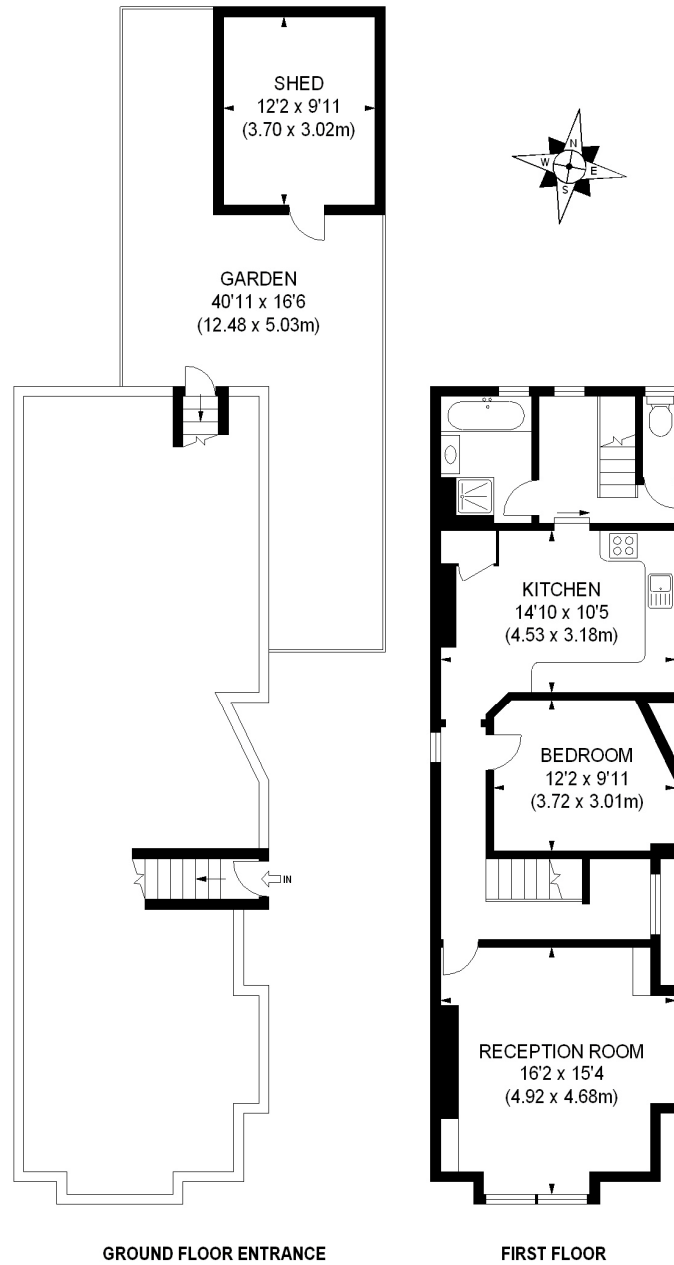 SHED
12'2 x 9'11
(3.70 x 3.02m)
N
W
E
S
GARDEN
40'11 x 16'6
(12.48 x 5.03m)
KITCHEN
14'10 x 10'5
(4.53 x 3.18m)
BEDROOM
12'2 x 9'11
(3.72 x 3.01m)
IN
RECEPTION ROOM
16'2 x 15'4
(4.92 x 4.68m)
GROUND FLOOR ENTRANCE
FIRST FLOOR